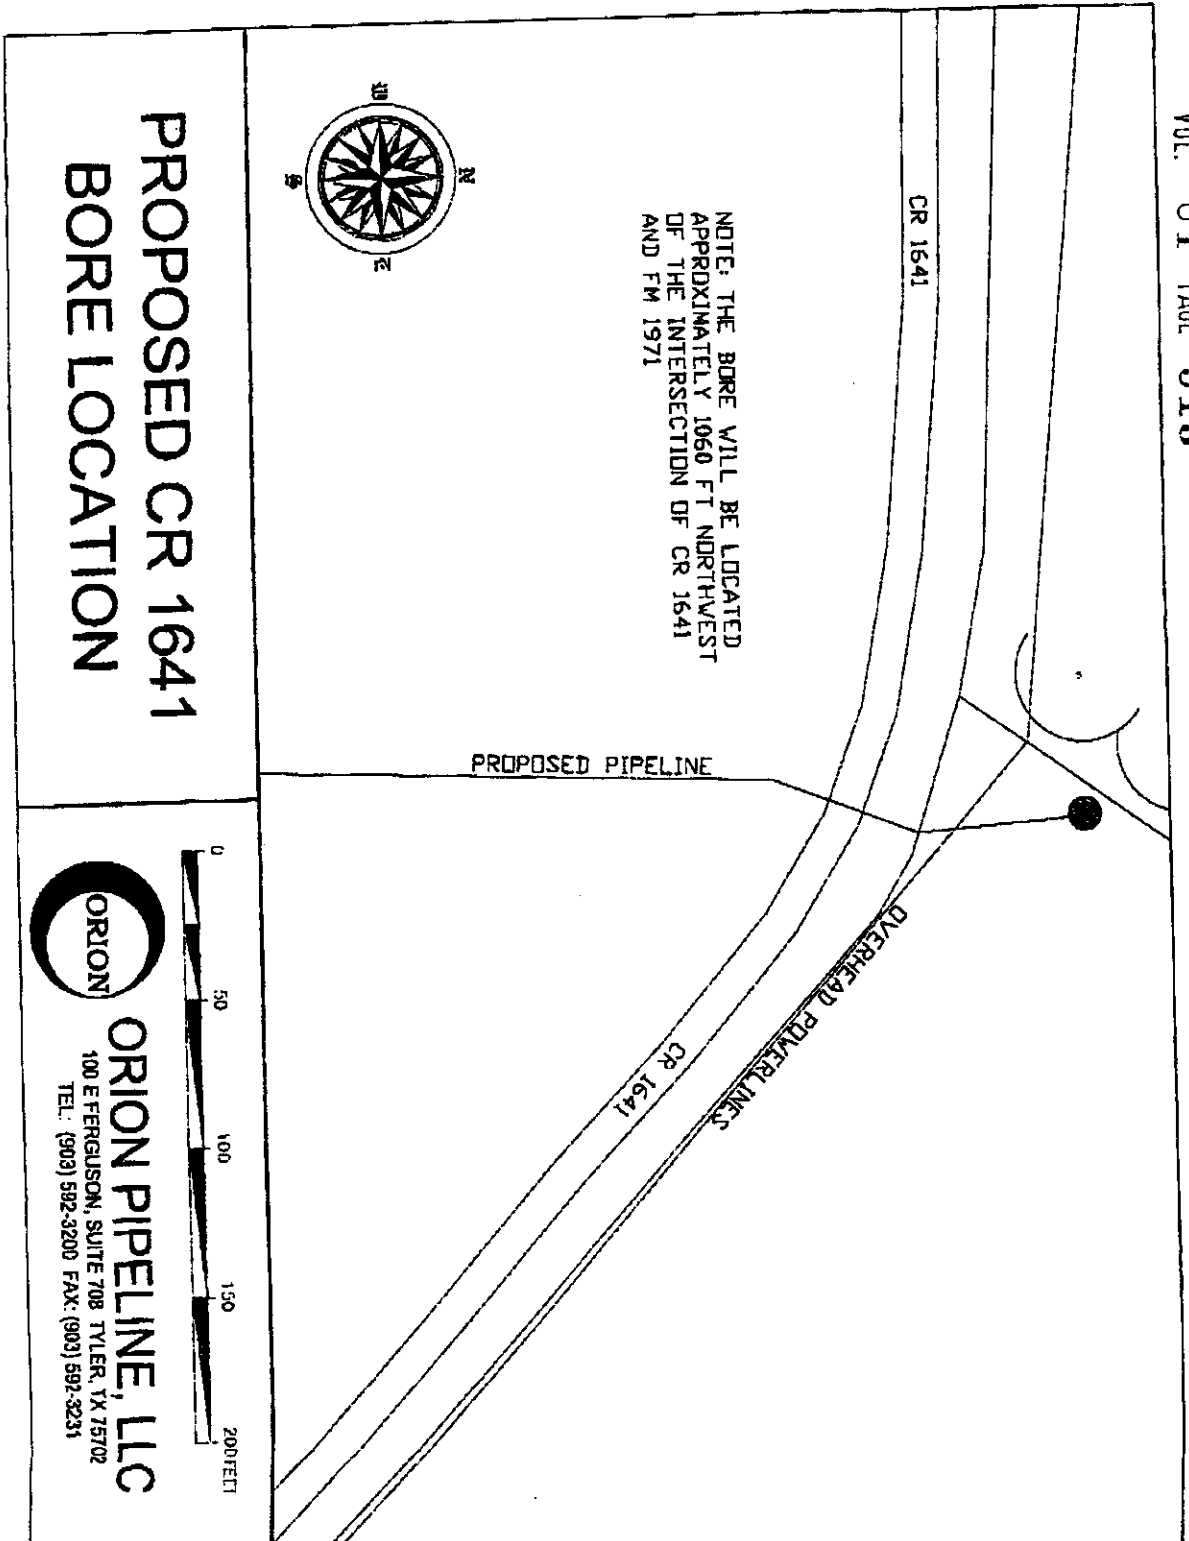 CR 1641
NOTE: THE BORE WILL BE LOCATED
APPROXIMATELY 1060 FT NORTHWEST
OF THE INTERSECTION OF CR 1641
AND FM 1971
N
PROPOSED PIPELINE
OVERHEAD POWERLINES
CR 1641
PROPOSED CR 1641
BORE LOCATION
0 50 100 150 200 FEET
ORION
ORION PIPELINE, LLC
100 E FERGUSON, SUITE 708 TYLER, TX 75702
TEL: (903) 592-3200 FAX: (903) 592-3231